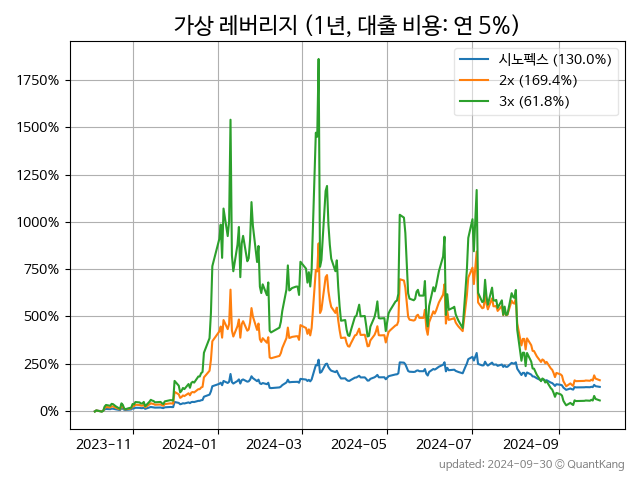 가상 레버리지 (1년, 대출 비용: 연 5%)
시노펙스 (130.0%)
2x (169.4%)
3x (61.8%)
1750%
1500%
1250%
1000%
750%
500%
250%
0%
2023-11
2024-01
2024-03
2024-05
2024-07
2024-09
updated: 2024-09-30 © QuantKang